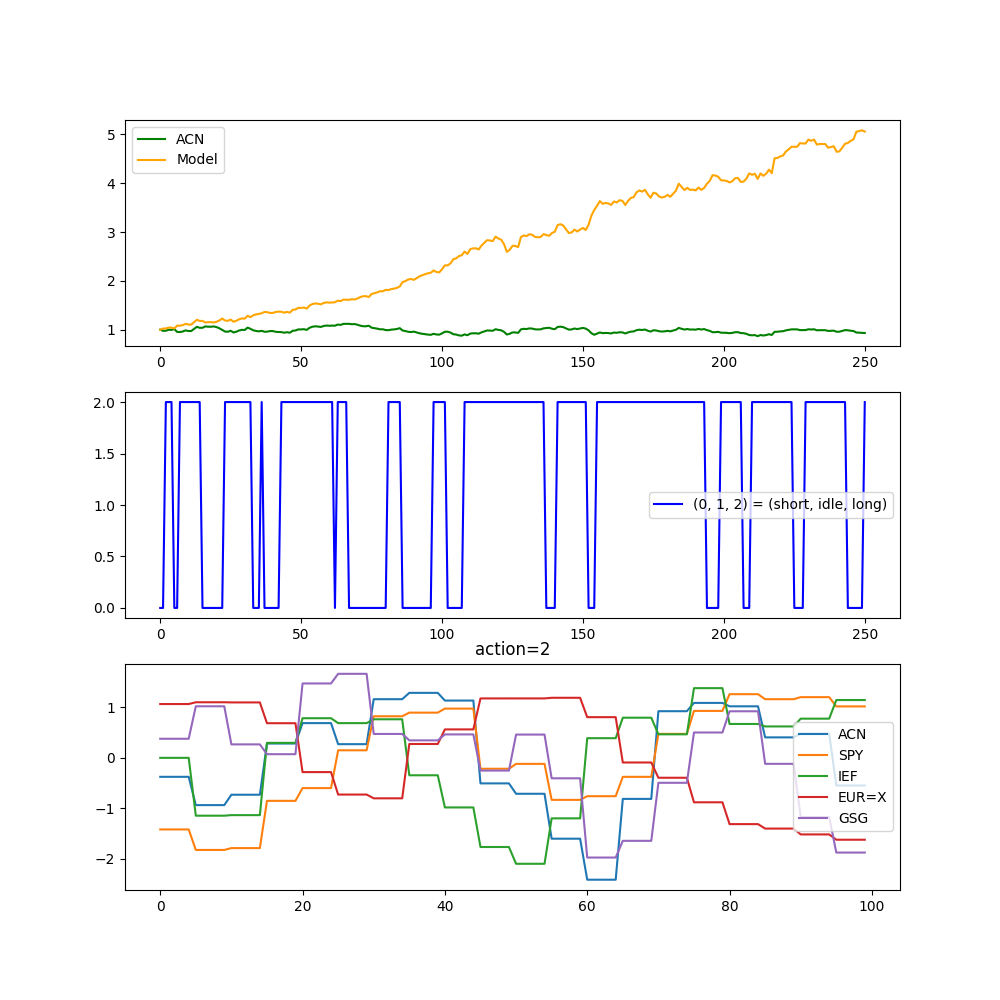 5
4
3
2
1
ACN
Model
0 50 100 150 200 250
2.0
1.5
1.0
0.5
0.0
(0, 1, 2) = (short, idle, long)
0 50 100 150 200 250
action=2
1
0
−1
−2
ACN
SPY
IEF
EUR=X
GSG
0 20 40 60 80 100